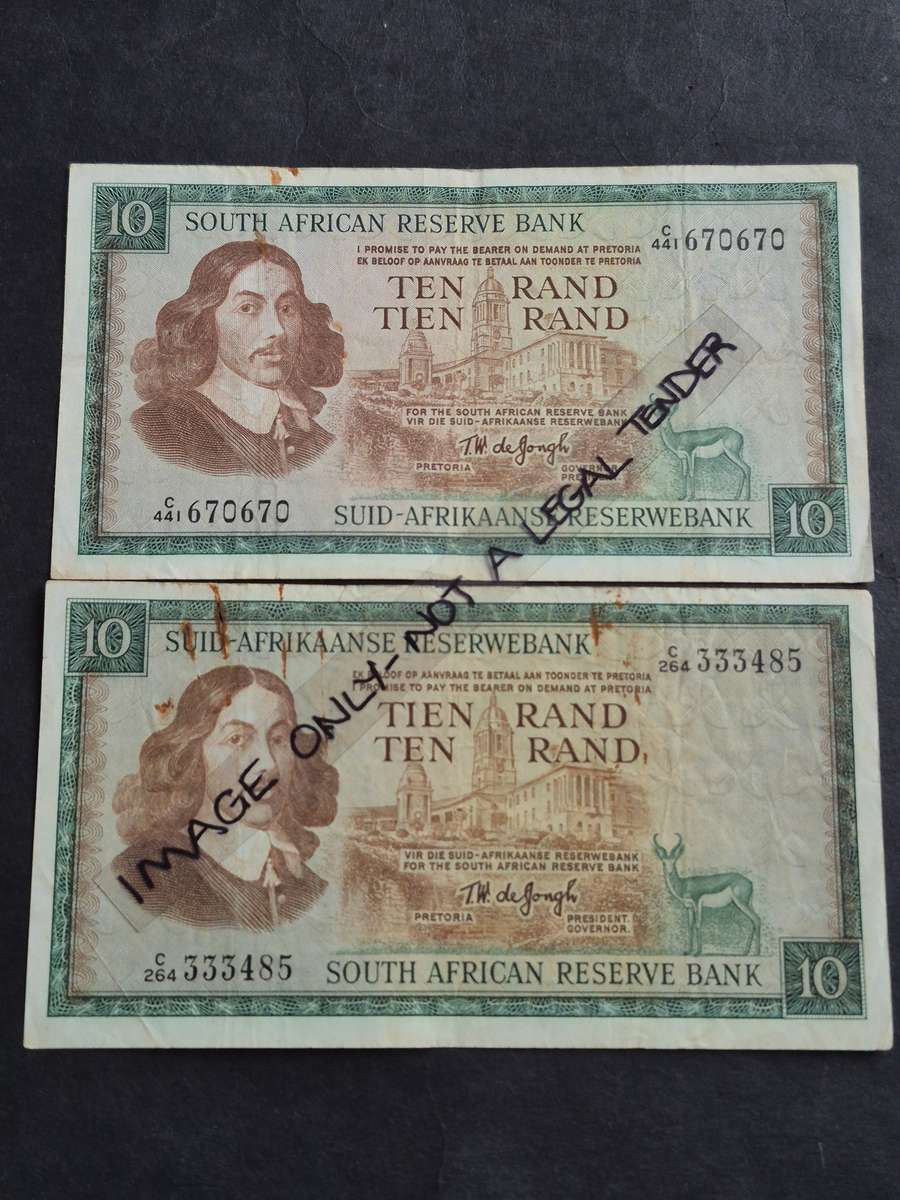 10
SOUTH AFRICAN RESERVE BANK
C
441 670670
I PROMISE TO PAY THE BEARER ON DEMAND AT PRETORIA
EK BELOOF OP AANVRAAG TE BETAAL AAN TOONDER TE PRETORIA
TEN RAND
TIEN RAND
FOR THE SOUTH AFRICAN RESERVE BANK
VIR DIE SUID-AFRIKAANSE RESERWEBANK
T.W. de Jongh
PRETORIA
C
441 670670
SUID-AFRIKAANSE RESERWEBANK
10
IMAGE ONLY - NOT A LEGAL TENDER
10
SUID-AFRIKAANSE RESERWEBANK
C
264 333485
EK BELOOF OP AANVRAAG TE BETAAL AAN TOONDER TE PRETORIA
I PROMISE TO PAY THE BEARER ON DEMAND AT PRETORIA
TIEN RAND
TEN RAND
VIR DIE SUID-AFRIKAANSE RESERWEBANK
FOR THE SOUTH AFRICAN RESERVE BANK
T.W. de Jongh
PRETORIA PRESIDENT.
GOVERNOR.
C
264 333485
SOUTH AFRICAN RESERVE BANK
10